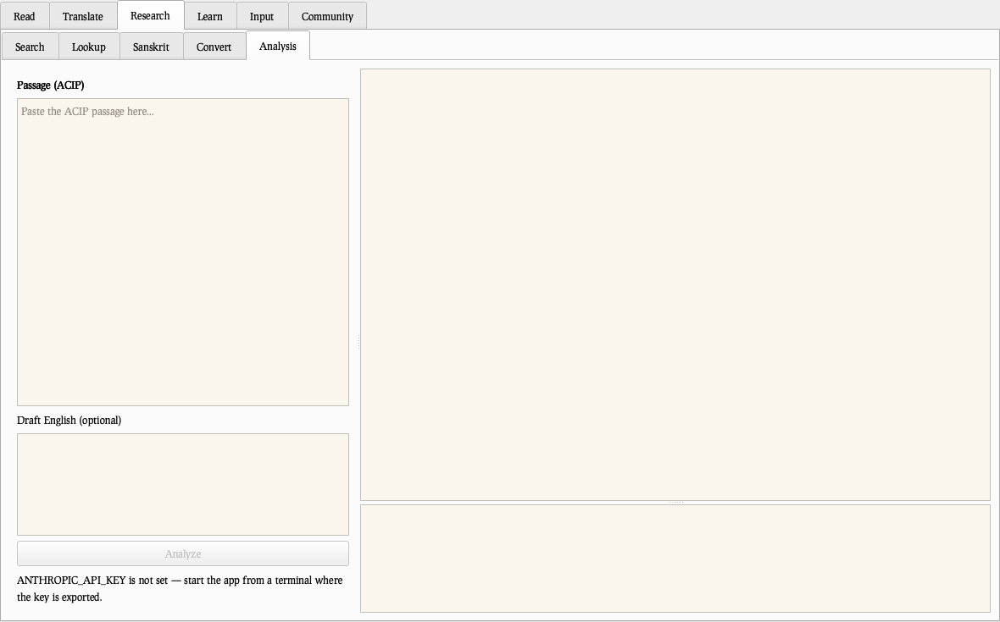 Read Translate Research Learn Input Community
Search Lookup Sanskrit Convert Analysis
Passage (ACIP)
Paste the ACIP passage here...
Draft English (optional)
Analyze
ANTHROPIC_API_KEY is not set — start the app from a terminal where
the key is exported.